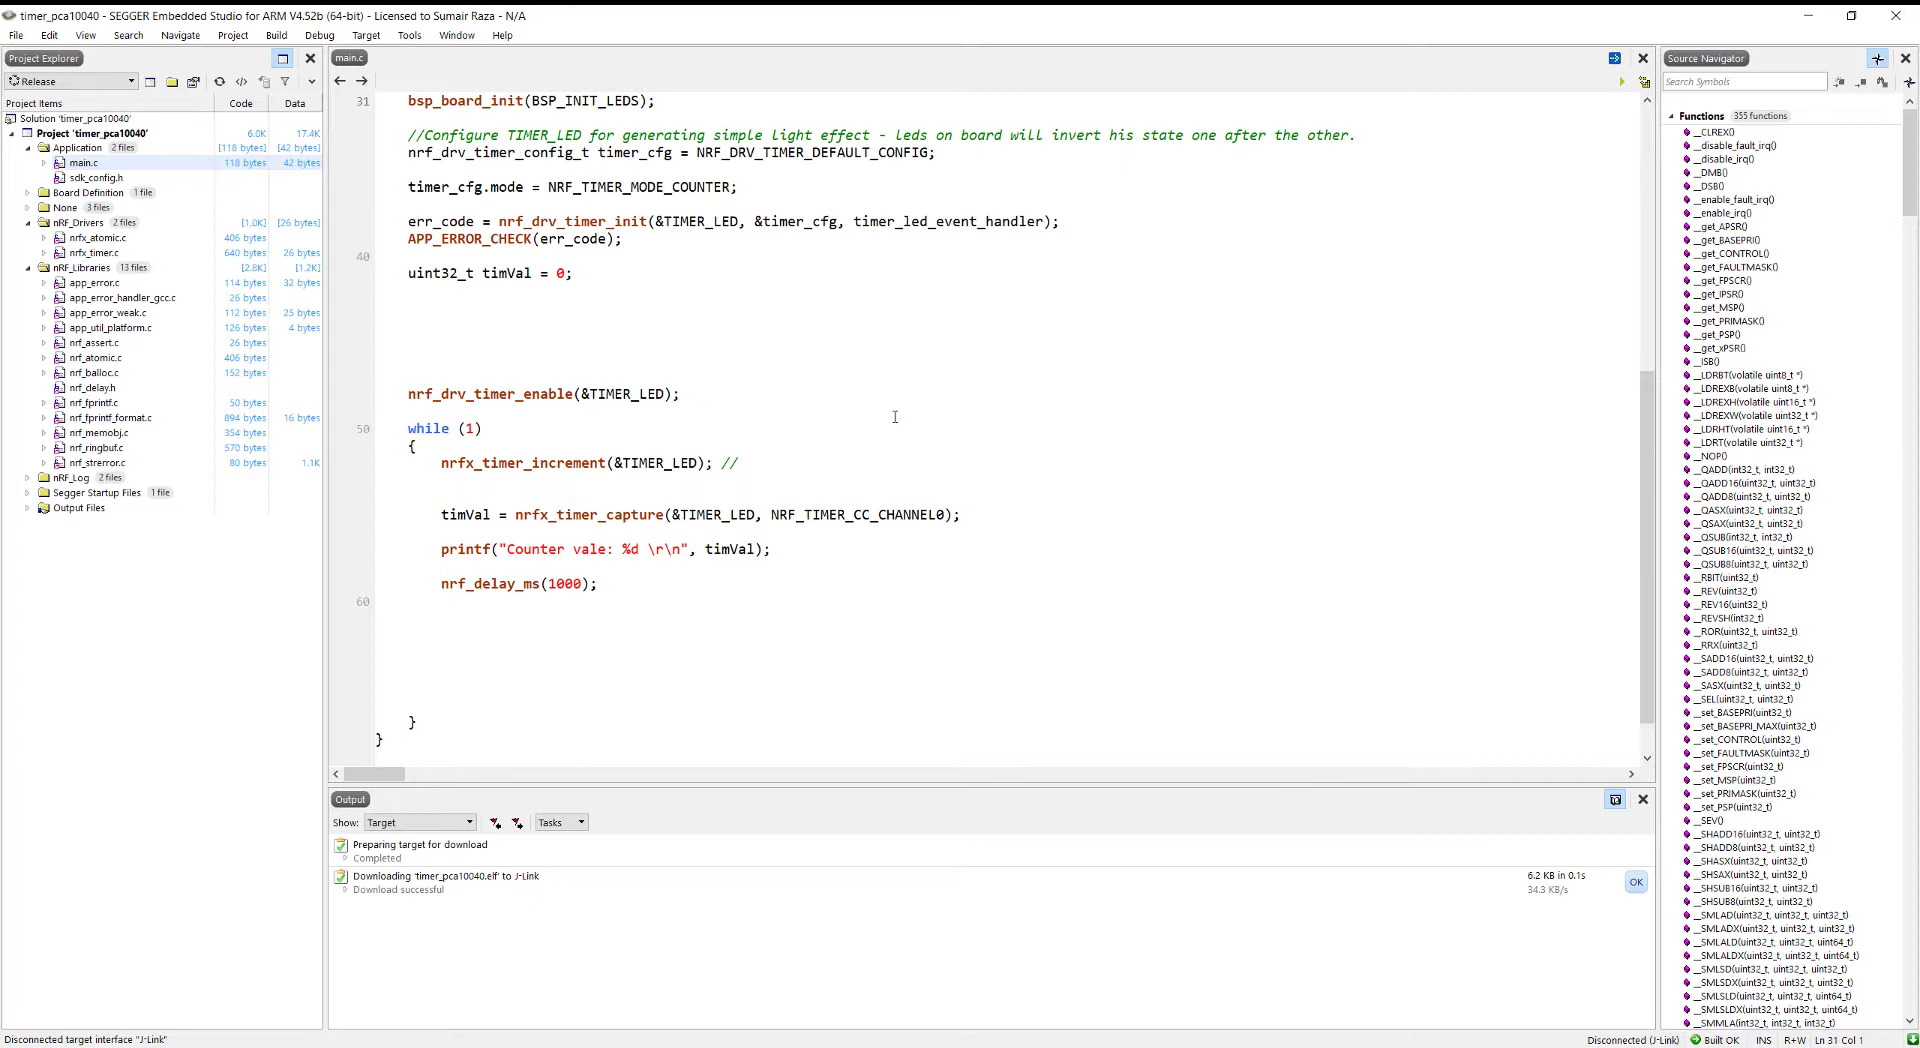 timer_pca10040 - SEGGER Embedded Studio for ARM V4.52b (64-bit) - Licensed to Sumair Raza - N/A
File Edit View Search Navigate Project Build Debug Target Tools Window Help
Project Explorer
Release
Project Items Code Data
Solution 'timer_pca10040'
Project 'timer_pca10040' 6.0K 17.4K
Application 2 files [118 bytes] [42 bytes]
main.c 118 bytes 42 bytes
sdk_config.h
Board Definition 1 file
None 3 files
nRF_Drivers 2 files [1.0K] [26 bytes]
nrfx_atomic.c 406 bytes
nrfx_timer.c 640 bytes 26 bytes
nRF_Libraries 13 files [2.8K] [1.2K]
app_error.c 114 bytes 32 bytes
app_error_handler_gcc.c 26 bytes
app_error_weak.c 112 bytes 25 bytes
app_util_platform.c 126 bytes 4 bytes
nrf_assert.c 26 bytes
nrf_atomic.c 406 bytes
nrf_balloc.c 152 bytes
nrf_delay.h
nrf_fprintf.c 50 bytes
nrf_fprintf_format.c 894 bytes 16 bytes
nrf_memobj.c 354 bytes
nrf_ringbuf.c 570 bytes
nrf_strerror.c 80 bytes 1.1K
nRF_Log 2 files
Segger Startup Files 1 file
Output Files
main.c
31 bsp_board_init(BSP_INIT_LEDS);
//Configure TIMER_LED for generating simple light effect - leds on board will invert his state one after the other.
nrf_drv_timer_config_t timer_cfg = NRF_DRV_TIMER_DEFAULT_CONFIG;
timer_cfg.mode = NRF_TIMER_MODE_COUNTER;
err_code = nrf_drv_timer_init(&TIMER_LED, &timer_cfg, timer_led_event_handler);
APP_ERROR_CHECK(err_code);
40
uint32_t timVal = 0;
nrf_drv_timer_enable(&TIMER_LED);
50 while (1)
{
nrfx_timer_increment(&TIMER_LED); //
timVal = nrfx_timer_capture(&TIMER_LED, NRF_TIMER_CC_CHANNEL0);
printf("Counter vale: %d \r\n", timVal);
nrf_delay_ms(1000);
60
}
}
Output
Show: Target Tasks
Preparing target for download
Completed
Downloading 'timer_pca10040.elf' to J-Link 6.2 KB in 0.1s
Download successful 34.3 KB/s
OK
Source Navigator
Search Symbols
Functions 355 functions
__CLREX()
__disable_fault_irq()
__disable_irq()
__DMB()
__DSB()
__enable_fault_irq()
__enable_irq()
__get_APSR()
__get_BASEPRI()
__get_CONTROL()
__get_FAULTMASK()
__get_FPSCR()
__get_IPSR()
__get_MSP()
__get_PRIMASK()
__get_PSP()
__get_xPSR()
__ISB()
__LDRBT(volatile uint8_t *)
__LDREXB(volatile uint8_t *)
__LDREXH(volatile uint16_t *)
__LDREXW(volatile uint32_t *)
__LDRHT(volatile uint16_t *)
__LDRT(volatile uint32_t *)
__NOP()
__QADD(int32_t, int32_t)
__QADD16(uint32_t, uint32_t)
__QADD8(uint32_t, uint32_t)
__QASX(uint32_t, uint32_t)
__QSAX(uint32_t, uint32_t)
__QSUB(int32_t, int32_t)
__QSUB16(uint32_t, uint32_t)
__QSUB8(uint32_t, uint32_t)
__RBIT(uint32_t)
__REV(uint32_t)
__REV16(uint32_t)
__REVSH(int32_t)
__ROR(uint32_t, uint32_t)
__RRX(uint32_t)
__SADD16(uint32_t, uint32_t)
__SADD8(uint32_t, uint32_t)
__SASX(uint32_t, uint32_t)
__SEL(uint32_t, uint32_t)
__set_BASEPRI(uint32_t)
__set_BASEPRI_MAX(uint32_t)
__set_CONTROL(uint32_t)
__set_FAULTMASK(uint32_t)
__set_FPSCR(uint32_t)
__set_MSP(uint32_t)
__set_PRIMASK(uint32_t)
__set_PSP(uint32_t)
__SEV()
__SHADD16(uint32_t, uint32_t)
__SHADD8(uint32_t, uint32_t)
__SHASX(uint32_t, uint32_t)
__SHSAX(uint32_t, uint32_t)
__SHSUB16(uint32_t, uint32_t)
__SHSUB8(uint32_t, uint32_t)
__SMLAD(uint32_t, uint32_t, uint32_t)
__SMLADX(uint32_t, uint32_t, uint32_t)
__SMLALD(uint32_t, uint32_t, uint64_t)
__SMLALDX(uint32_t, uint32_t, uint64_t)
__SMLSD(uint32_t, uint32_t, uint32_t)
__SMLSDX(uint32_t, uint32_t, uint32_t)
__SMLSLD(uint32_t, uint32_t, uint64_t)
__SMLSLDX(uint32_t, uint32_t, uint64_t)
__SMMLA(int32_t, int32_t, int32_t)
Disconnected target interface "J-Link" Disconnected (J-Link) Built OK INS R+W Ln 31 Col 1